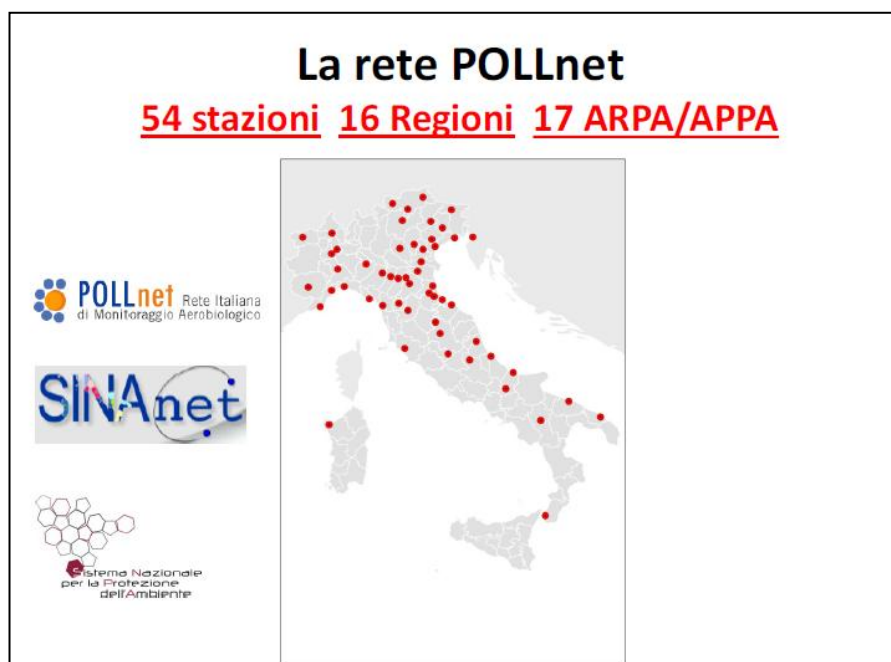 La rete POLLnet
54 stazioni 16 Regioni 17 ARPA/APPA
POLLnet Rete Italiana
di Monitoraggio Aerobiologico
SINAnet
Sistema Nazionale
per la Protezione
dell'Ambiente